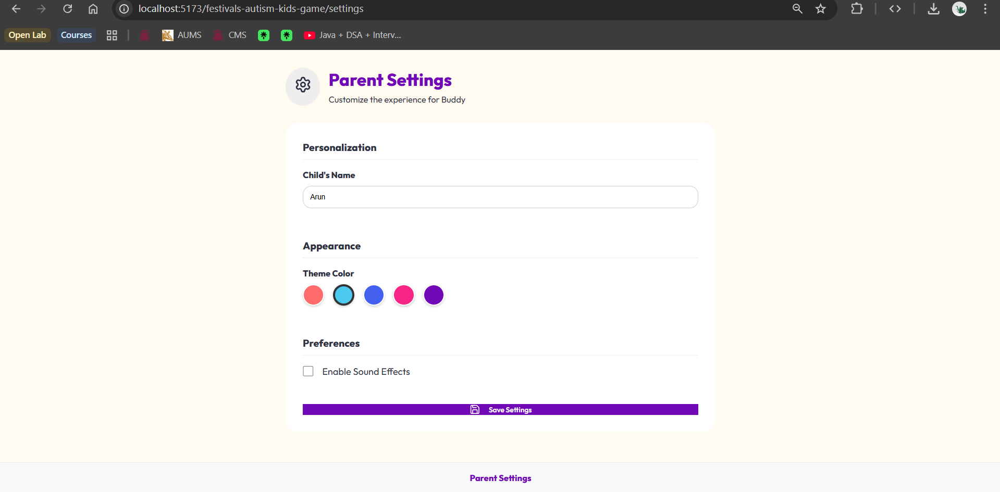 localhost:5173/festivals-autism-kids-game/settings
Open Lab Courses AUMS CMS Java + DSA + Interv...
Parent Settings
Customize the experience for Buddy
Personalization
Child's Name
Arun
Appearance
Theme Color
Preferences
Enable Sound Effects
Save Settings
Parent Settings